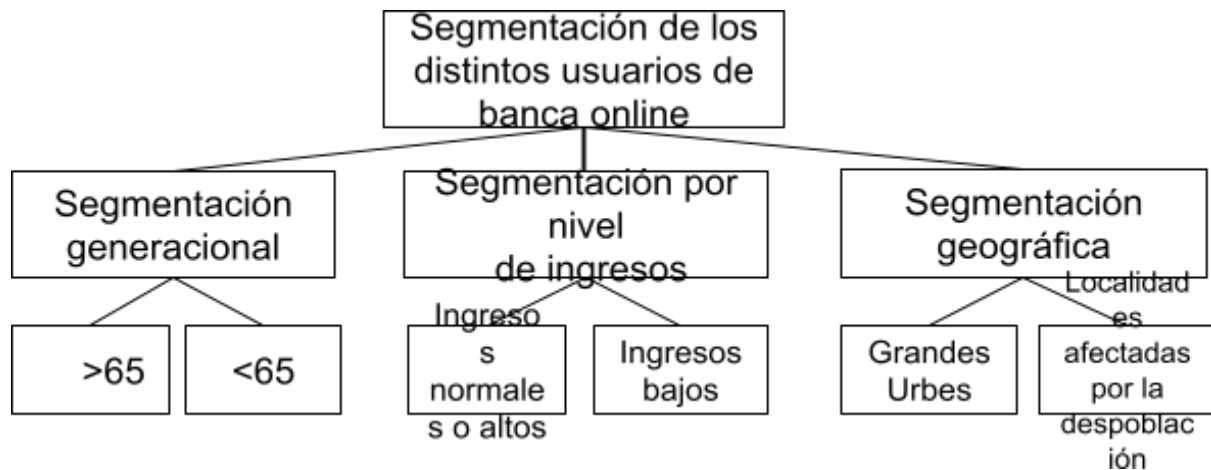 Segmentación de los
distintos usuarios de
banca online
Segmentación
generacional
Segmentación por
nivel
de ingresos
Segmentación
geográfica
>65
<65
Ingreso
s
normale
s o altos
Ingresos
bajos
Grandes
Urbes
Localidad
es
afectadas
por la
despoblac
ión